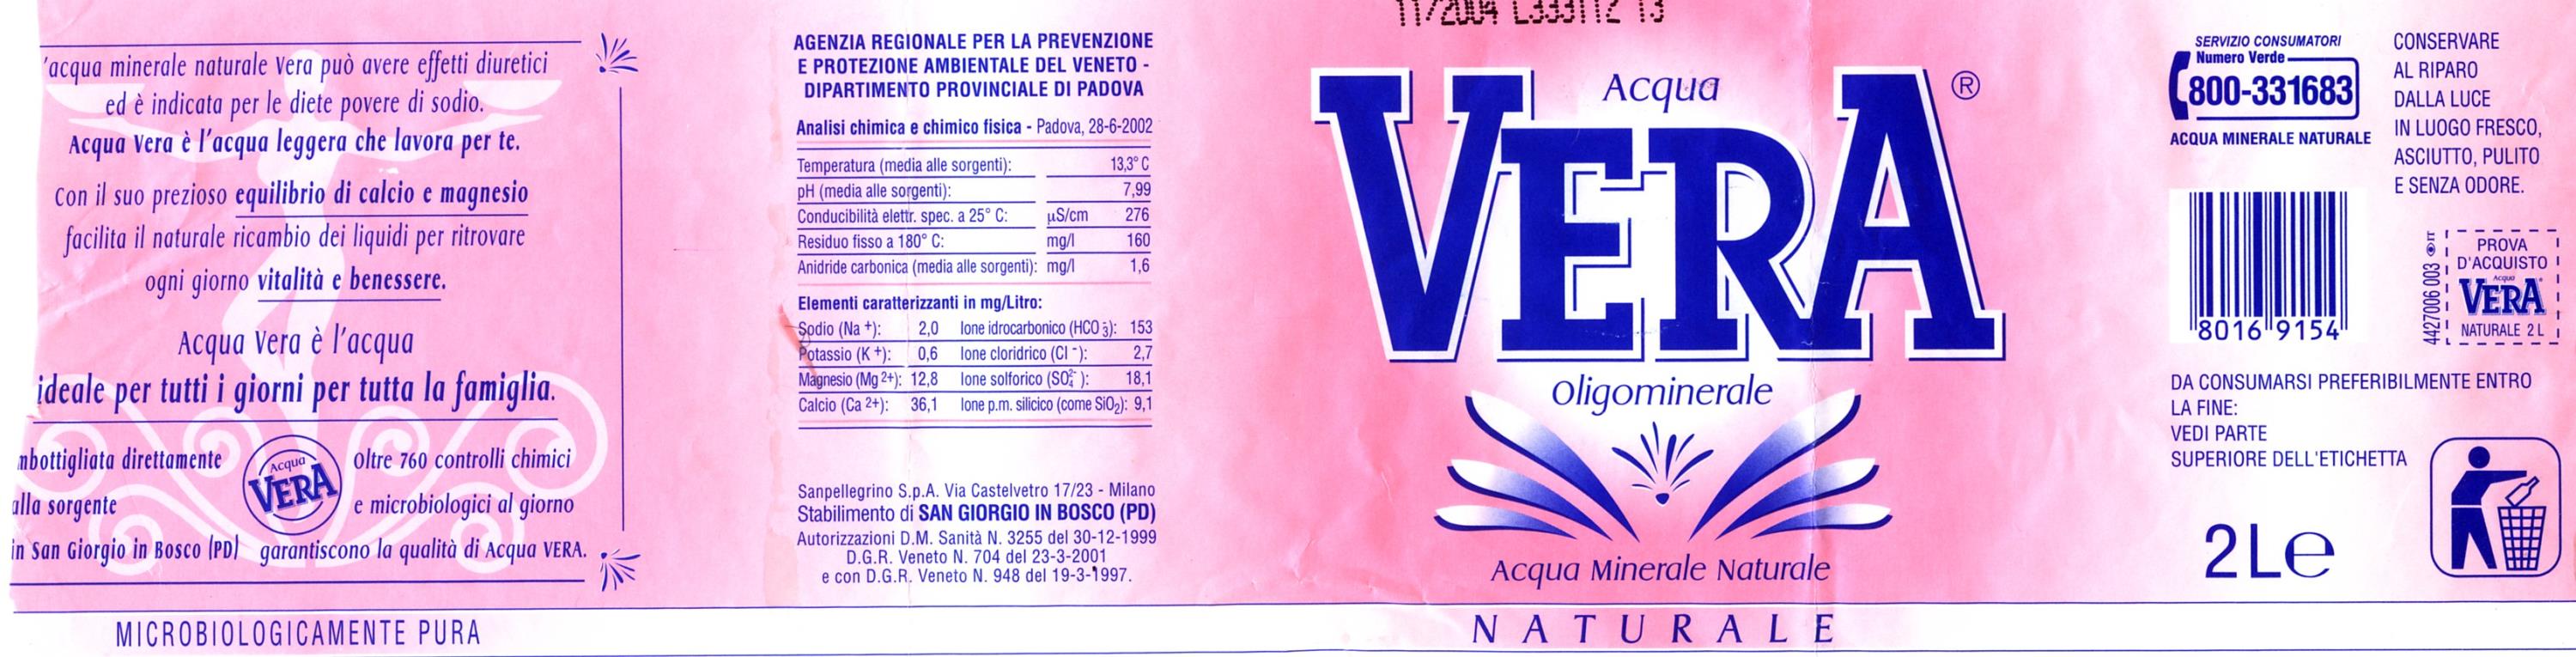 'acqua minerale naturale Vera può avere effetti diuretici
ed è indicata per le diete povere di sodio.
Acqua Vera è l'acqua leggera che lavora per te.
Con il suo prezioso equilibrio di calcio e magnesio
facilita il naturale ricambio dei liquidi per ritrovare
ogni giorno vitalità e benessere.
Acqua Vera è l'acqua
ideale per tutti i giorni per tutta la famiglia.
mbottigliata direttamente
alla sorgente
in San Giorgio in Bosco (PD)
Acqua
VERA
Oltre 760 controlli chimici
e microbiologici al giorno
garantiscono la qualità di Acqua VERA.
MICROBIOLOGICAMENTE PURA
AGENZIA REGIONALE PER LA PREVENZIONE
E PROTEZIONE AMBIENTALE DEL VENETO -
DIPARTIMENTO PROVINCIALE DI PADOVA
Analisi chimica e chimico fisica - Padova, 28-6-2002
Temperatura (media alle sorgenti): 13,3° C
pH (media alle sorgenti): 7,99
Conducibilità elettr. spec. a 25° C: µS/cm 276
Residuo fisso a 180° C: mg/l 160
Anidride carbonica (media alle sorgenti): mg/l 1,6
Elementi caratterizzanti in mg/Litro:
Sodio (Na +): 2,0 Ione idrocarbonico (HCO 3): 153
Potassio (K +): 0,6 Ione cloridrico (Cl -): 2,7
Magnesio (Mg 2+): 12,8 Ione solforico (SO4 2-): 18,1
Calcio (Ca 2+): 36,1 Ione p.m. silicico (come SiO2): 9,1
Sanpellegrino S.p.A. Via Castelvetro 17/23 - Milano
Stabilimento di SAN GIORGIO IN BOSCO (PD)
Autorizzazioni D.M. Sanità N. 3255 del 30-12-1999
D.G.R. Veneto N. 704 del 23-3-2001
e con D.G.R. Veneto N. 948 del 19-3-1997.
11/2004 L333112 13
Acqua
VERA ®
Oligominerale
Acqua Minerale Naturale
NATURALE
SERVIZIO CONSUMATORI
Numero Verde
800-331683
ACQUA MINERALE NATURALE
8016 9154
CONSERVARE
AL RIPARO
DALLA LUCE
IN LUOGO FRESCO,
ASCIUTTO, PULITO
E SENZA ODORE.
4427006 003
PROVA
D'ACQUISTO
Acqua
VERA
NATURALE 2 L
DA CONSUMARSI PREFERIBILMENTE ENTRO
LA FINE:
VEDI PARTE
SUPERIORE DELL'ETICHETTA
2 L e